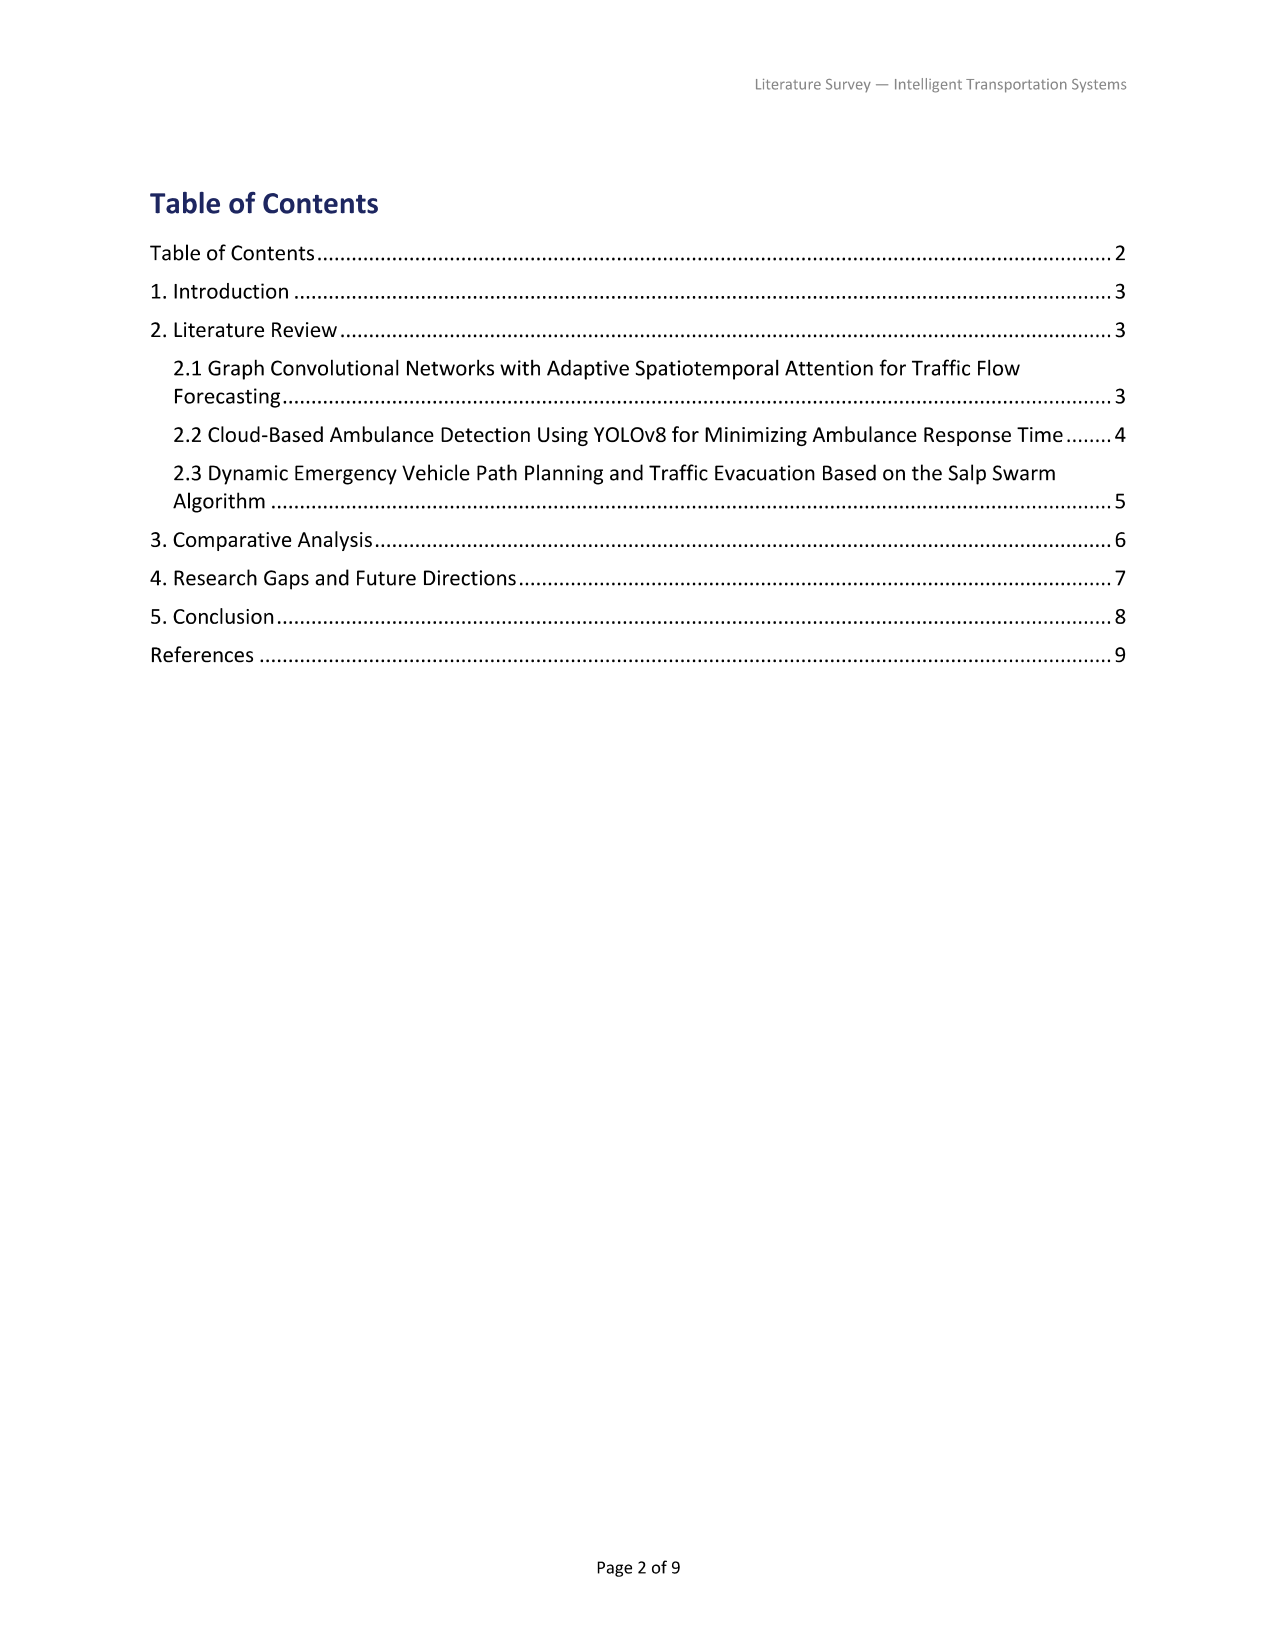 Literature Survey — Intelligent Transportation Systems
Table of Contents
Table of Contents 2
1. Introduction 3
2. Literature Review 3
2.1 Graph Convolutional Networks with Adaptive Spatiotemporal Attention for Traffic Flow
Forecasting 3
2.2 Cloud-Based Ambulance Detection Using YOLOv8 for Minimizing Ambulance Response Time 4
2.3 Dynamic Emergency Vehicle Path Planning and Traffic Evacuation Based on the Salp Swarm
Algorithm 5
3. Comparative Analysis 6
4. Research Gaps and Future Directions 7
5. Conclusion 8
References 9
Page 2 of 9